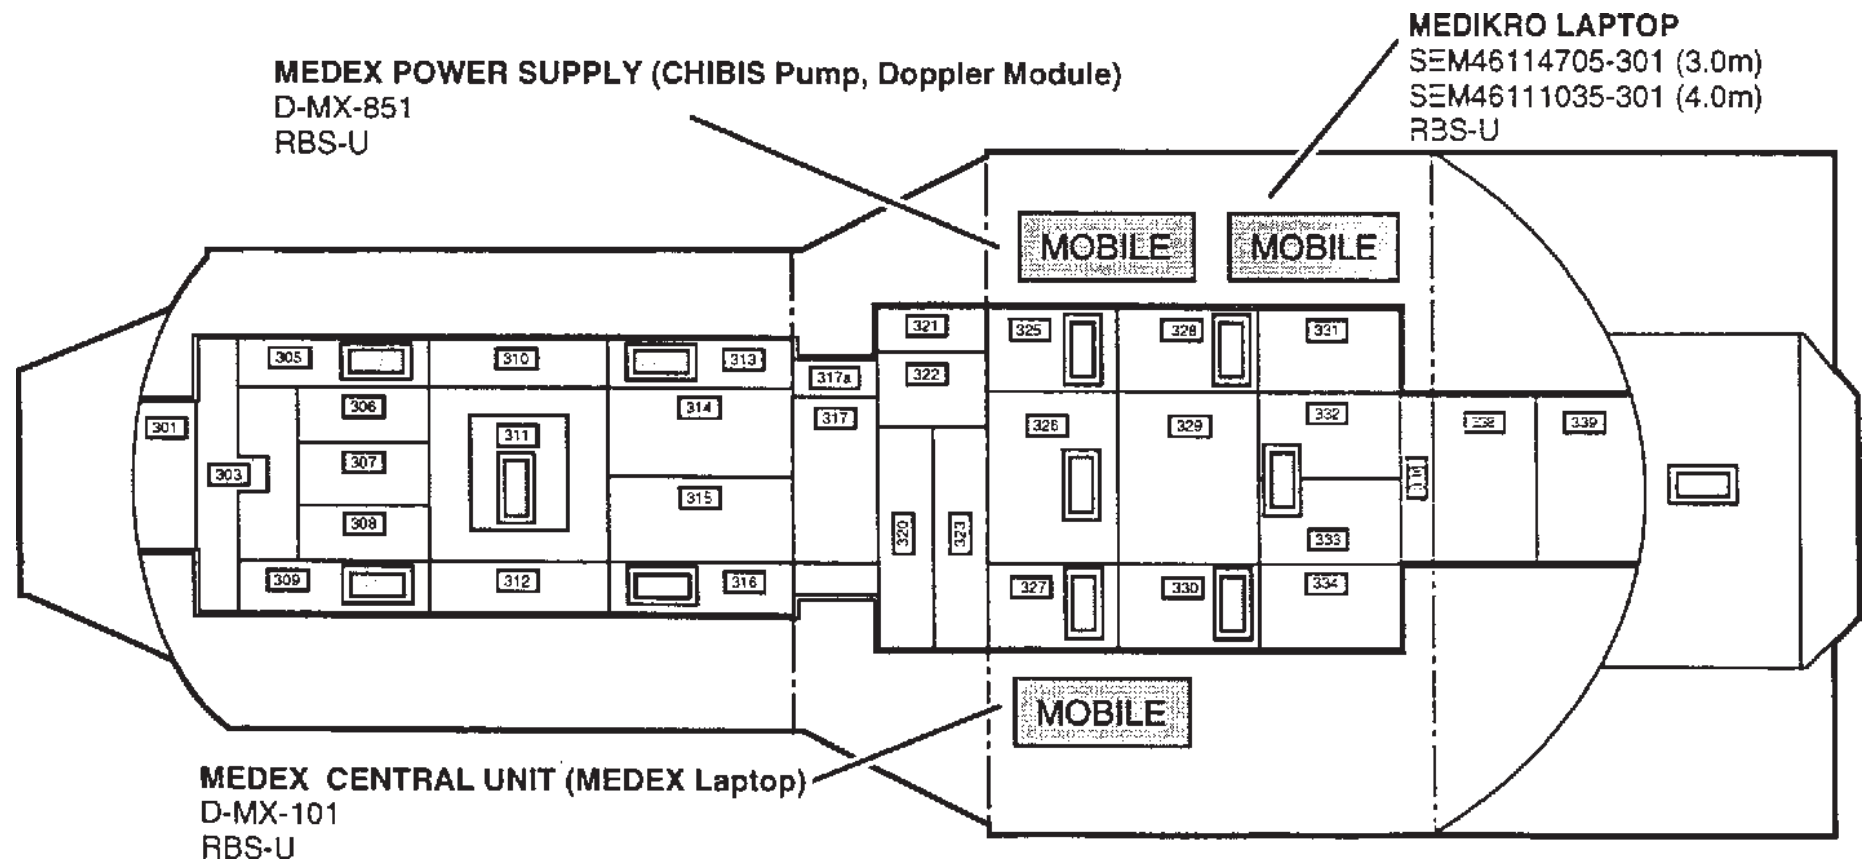 MEDIKRO LAPTOP
SEM46114705-301 (3.0m)
SEM46111035-301 (4.0m)
RBS-U
MEDEX POWER SUPPLY (CHIBIS Pump, Doppler Module)
D-MX-851
RBS-U
MOBILE
MOBILE
321
325
328
331
305
310
313
317a
322
301
306
314
317
326
329
332
338
339
311
303
307
315
308
320
323
333
309
312
316
327
330
334
MOBILE
MEDEX CENTRAL UNIT (MEDEX Laptop)
D-MX-101
RBS-U